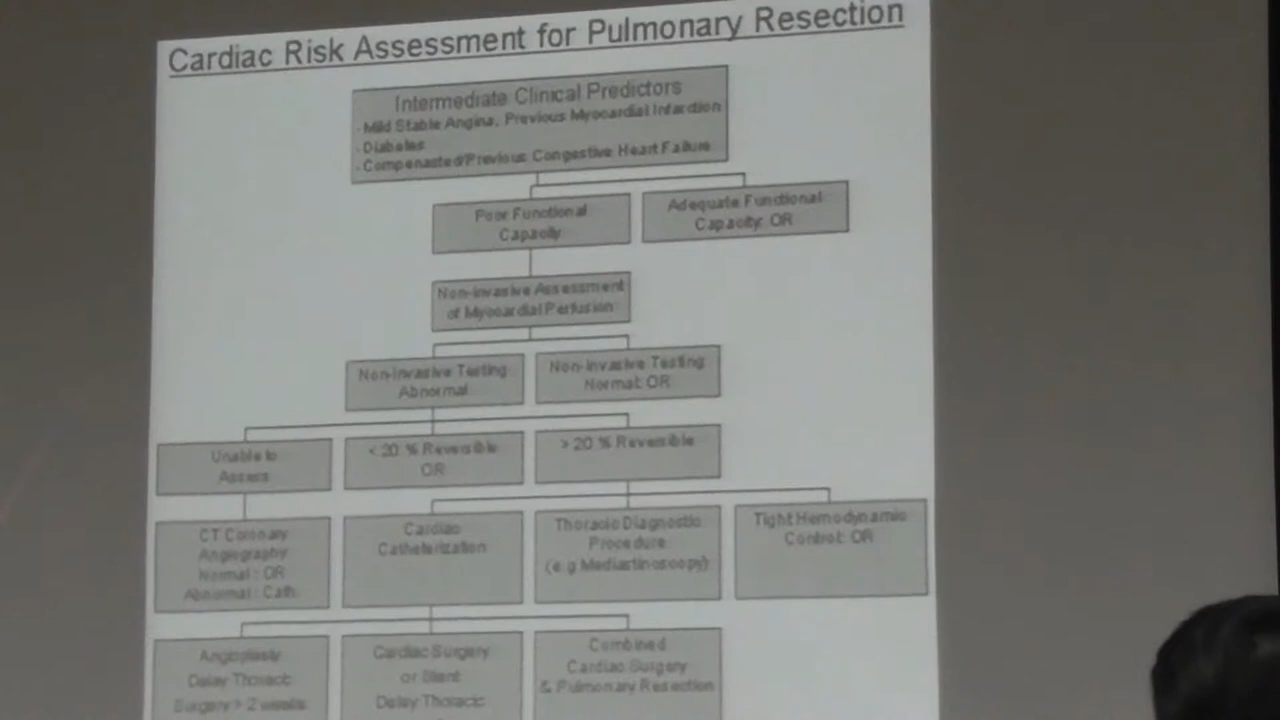 Cardiac Risk Assessment for Pulmonary Resection
Intermediate Clinical Predictors
- Mild Stable Angina, Previous Myocardial Infarction
- Diabetes
- Compenasted/Previous Congestive Heart Failure
Poor Functional
Capacity
Adequate Functional
Capacity: OR
Non-invasive Assessment
of Myocardial Perfusion
Non-Invasive Testing
Abnormal
Non-Invasive Testing
Normal: OR
Unable to
Assess
< 20 % Reversible
OR
> 20 % Reversible
CT Coronary
Angiography
Normal : OR
Abnormal : Cath
Cardiac
Catheterization
Thoracic Diagnostic
Procedure
(e.g Mediastinoscopy)
Tight Hemodynamic
Control: OR
Angioplasty
Delay Thoracic
Surgery > 2 weeks
Cardiac Surgery
or Stent
Delay Thoracic
Combined
Cardiac Surgery
& Pulmonary Resection